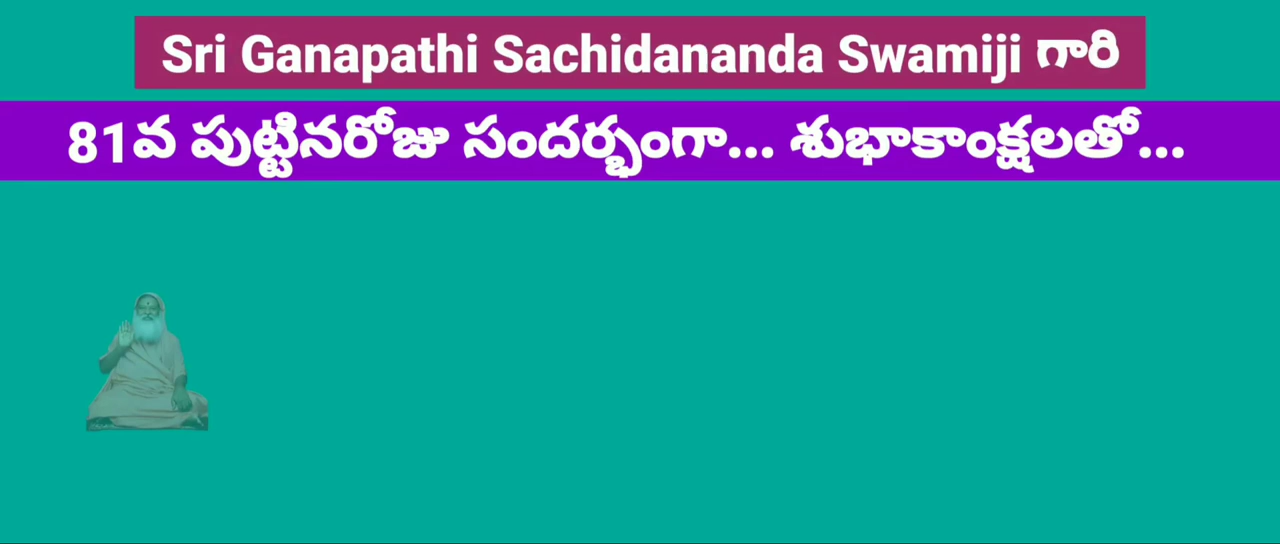 Sri Ganapathi Sachidananda Swamiji గారి
81వ పుట్టినరోజు సందర్భంగా... శుభాకాంక్షలతో...